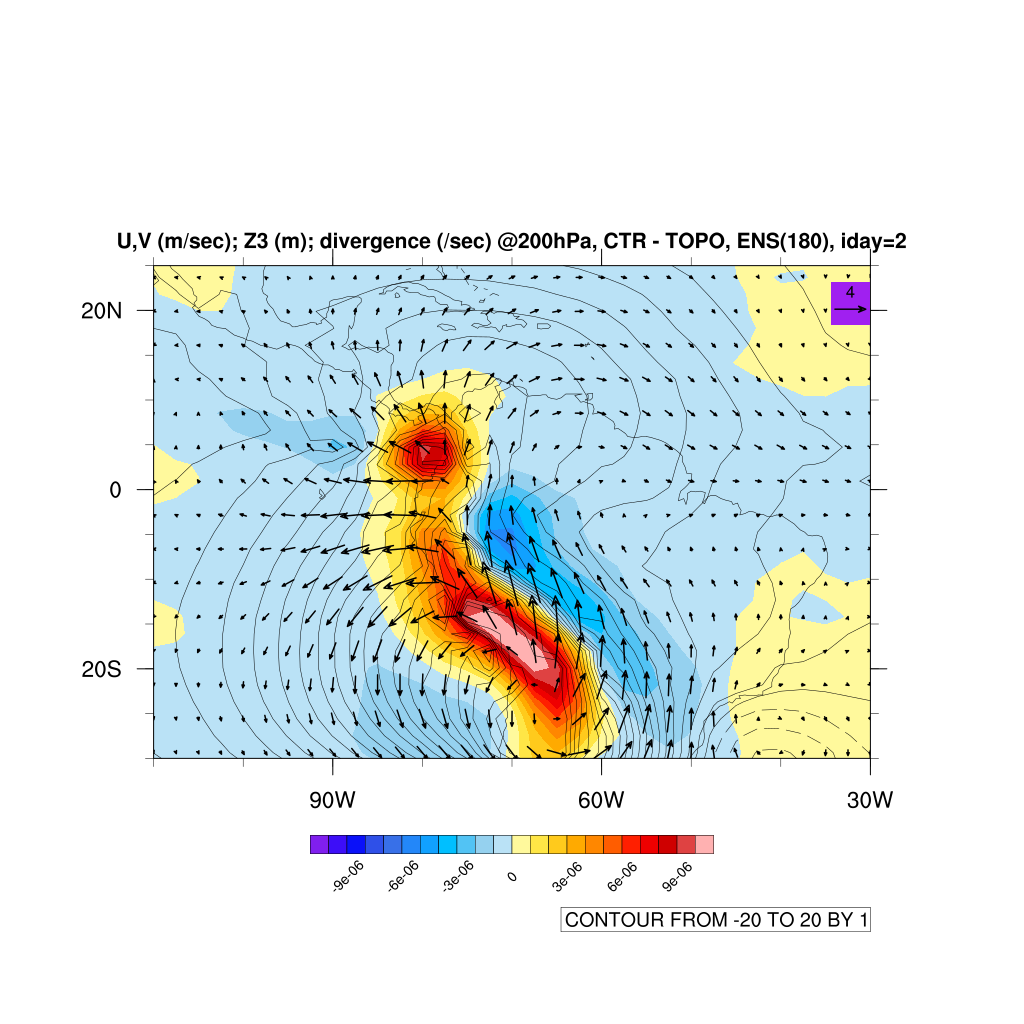 U,V (m/sec); Z3 (m); divergence (/sec) @200hPa, CTR - TOPO, ENS(180), iday=2
4
20N
0
20S
90W 60W 30W
-9e-06 -6e-06 -3e-06 0 3e-06 6e-06 9e-06
CONTOUR FROM -20 TO 20 BY 1